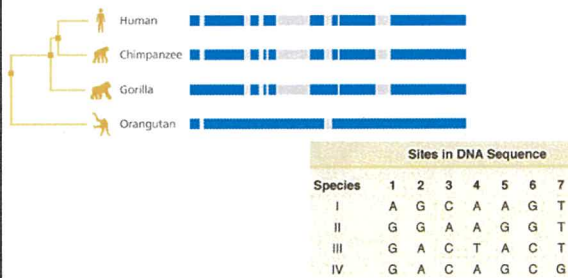 Human
Chimpanzee
Gorilla
Orangutan
Sites in DNA Sequence
Species 1 2 3 4 5 6 7
I A G C A A G T
II G G A A G G T
III G A C T A C T
IV G A C A G C G